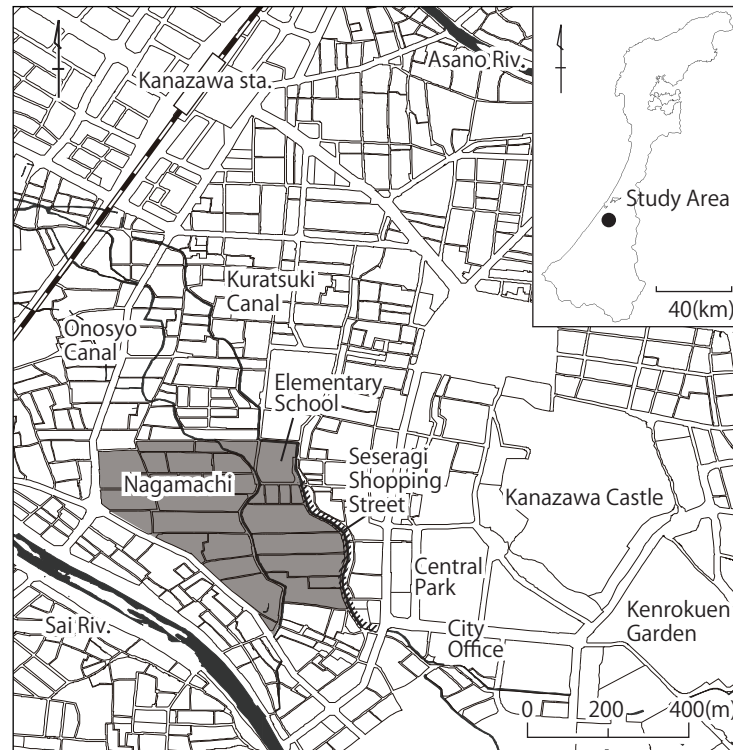 Kanazawa sta.
Asano Riv.
Study Area
40(km)
Kuratsuki
Canal
Onosyo
Canal
Elementary
School
Seseragi
Shopping
Street
Nagamachi
Kanazawa Castle
Central
Park
Kenrokuen
Garden
Sai Riv.
City
Office
0 200 400(m)